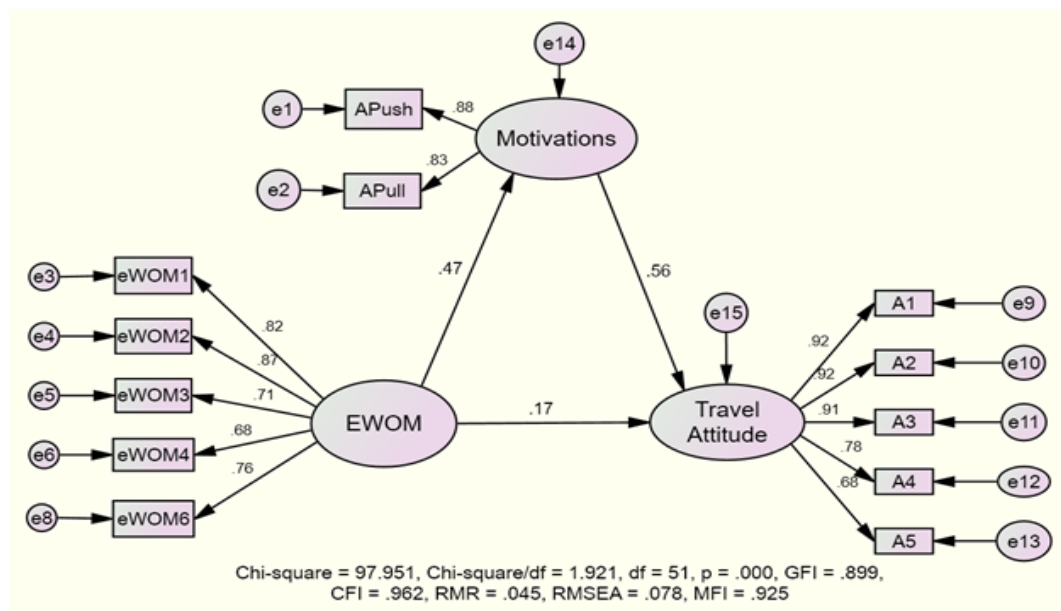 e14
e1
APush
.88
Motivations
e2
APull
.83
.47
.56
e3
eWOM1
.82
e4
eWOM2
.87
e5
eWOM3
.71
e6
eWOM4
.68
e8
eWOM6
.76
EWOM
.17
e15
Travel
Attitude
.92
A1
e9
.92
A2
e10
.91
A3
e11
.78
A4
e12
.68
A5
e13
Chi-square = 97.951, Chi-square/df = 1.921, df = 51, p = .000, GFI = .899,
CFI = .962, RMR = .045, RMSEA = .078, MFI = .925